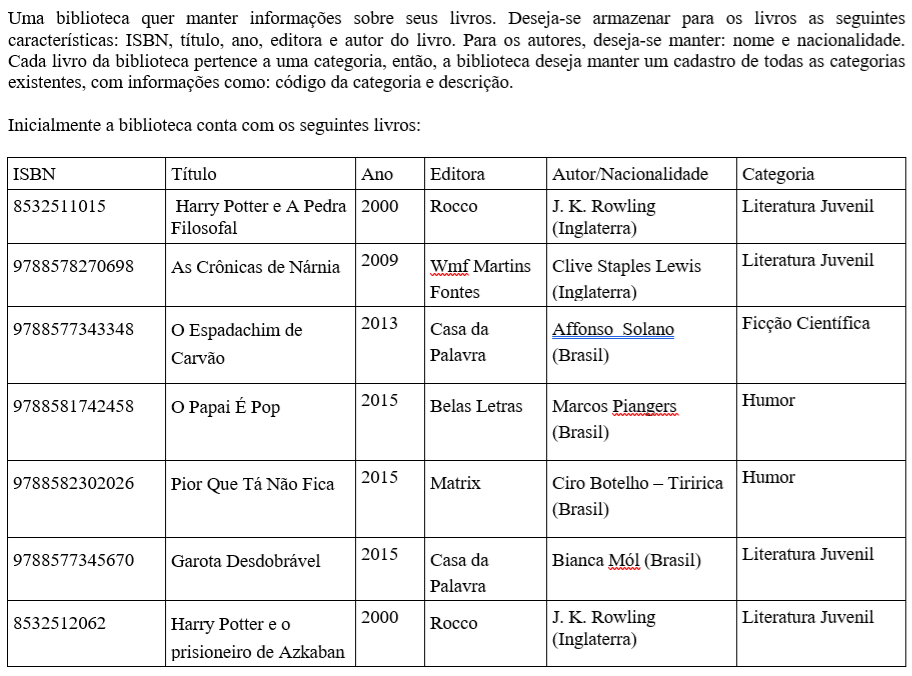 Uma biblioteca quer manter informações sobre seus livros. Deseja-se armazenar para os livros as seguintes
características: ISBN, título, ano, editora e autor do livro. Para os autores, deseja-se manter: nome e nacionalidade.
Cada livro da biblioteca pertence a uma categoria, então, a biblioteca deseja manter um cadastro de todas as categorias
existentes, com informações como: código da categoria e descrição.
Inicialmente a biblioteca conta com os seguintes livros:
ISBN Título Ano Editora Autor/Nacionalidade Categoria
8532511015 Harry Potter e A Pedra 2000 Rocco J. K. Rowling Literatura Juvenil
Filosofal (Inglaterra)
9788578270698 As Crônicas de Nárnia 2009 Wmf Martins Clive Staples Lewis Literatura Juvenil
Fontes (Inglaterra)
9788577343348 O Espadachim de 2013 Casa da Affonso Solano Ficção Científica
Carvão Palavra (Brasil)
9788581742458 O Papai É Pop 2015 Belas Letras Marcos Piangers Humor
(Brasil)
9788582302026 Pior Que Tá Não Fica 2015 Matrix Ciro Botelho – Tiririca Humor
(Brasil)
9788577345670 Garota Desdobrável 2015 Casa da Bianca Mól (Brasil) Literatura Juvenil
Palavra
8532512062 Harry Potter e o 2000 Rocco J. K. Rowling Literatura Juvenil
prisioneiro de Azkaban (Inglaterra)